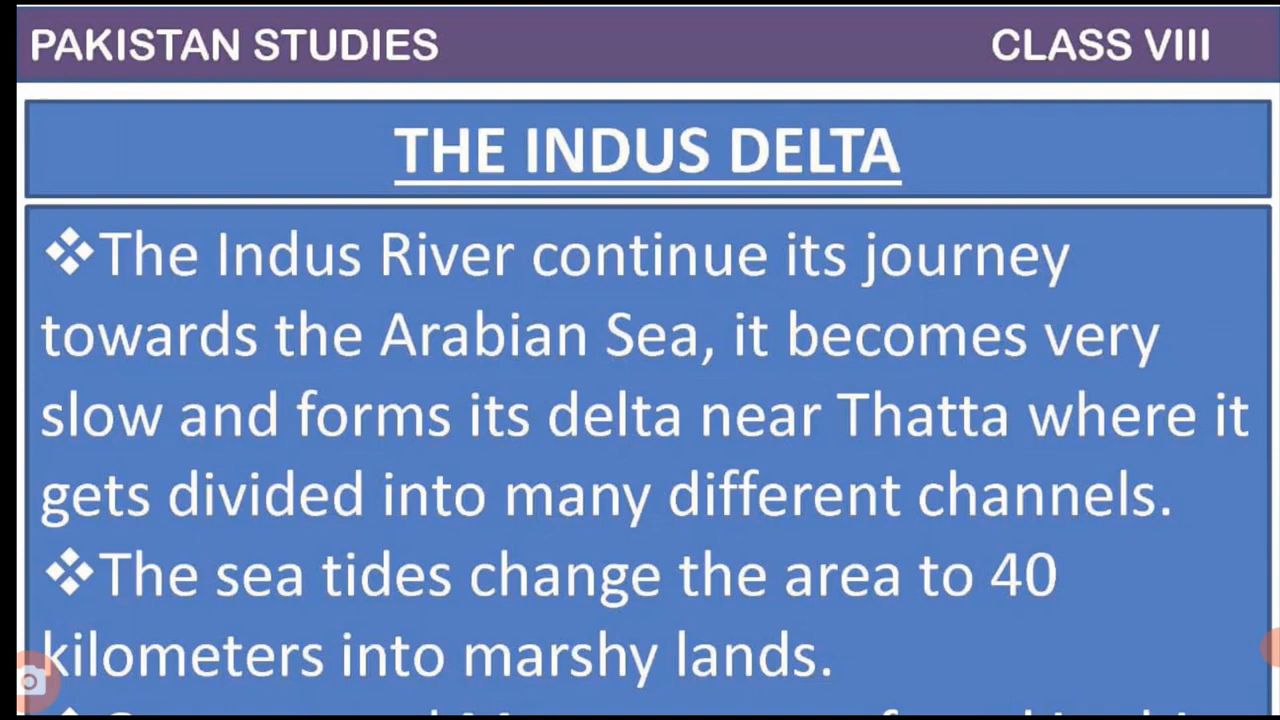 PAKISTAN STUDIES CLASS VIII
THE INDUS DELTA
❖The Indus River continue its journey
towards the Arabian Sea, it becomes very
slow and forms its delta near Thatta where it
gets divided into many different channels.
❖The sea tides change the area to 40
kilometers into marshy lands.